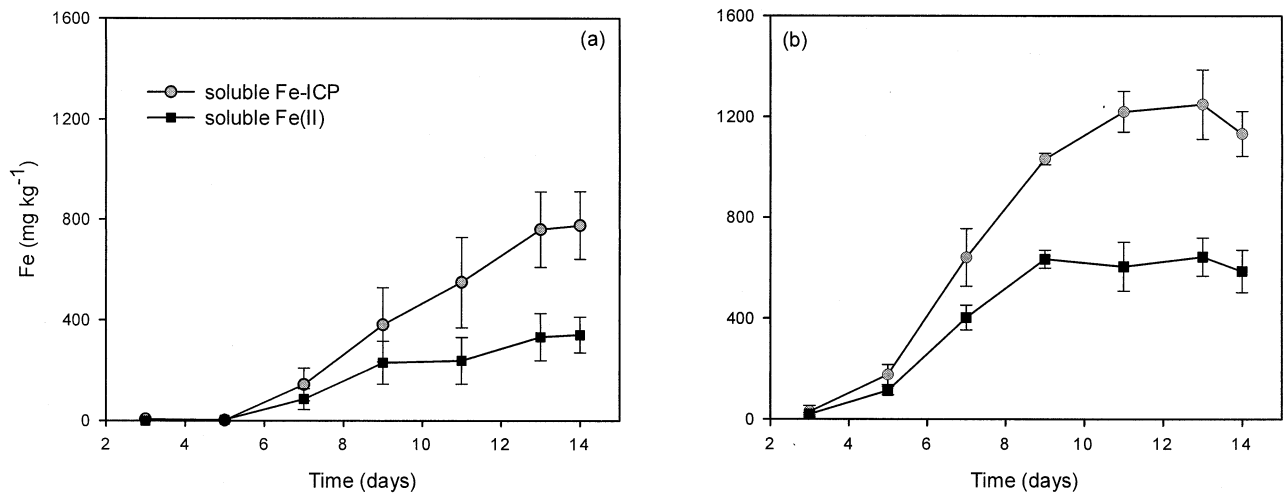 1600
1200
800
400
0
2 4 6 8 10 12 14
Fe (mg kg⁻¹)
Time (days)
(a)
soluble Fe-ICP
soluble Fe(II)
1600
1200
800
400
0
2 4 6 8 10 12 14
Time (days)
(b)